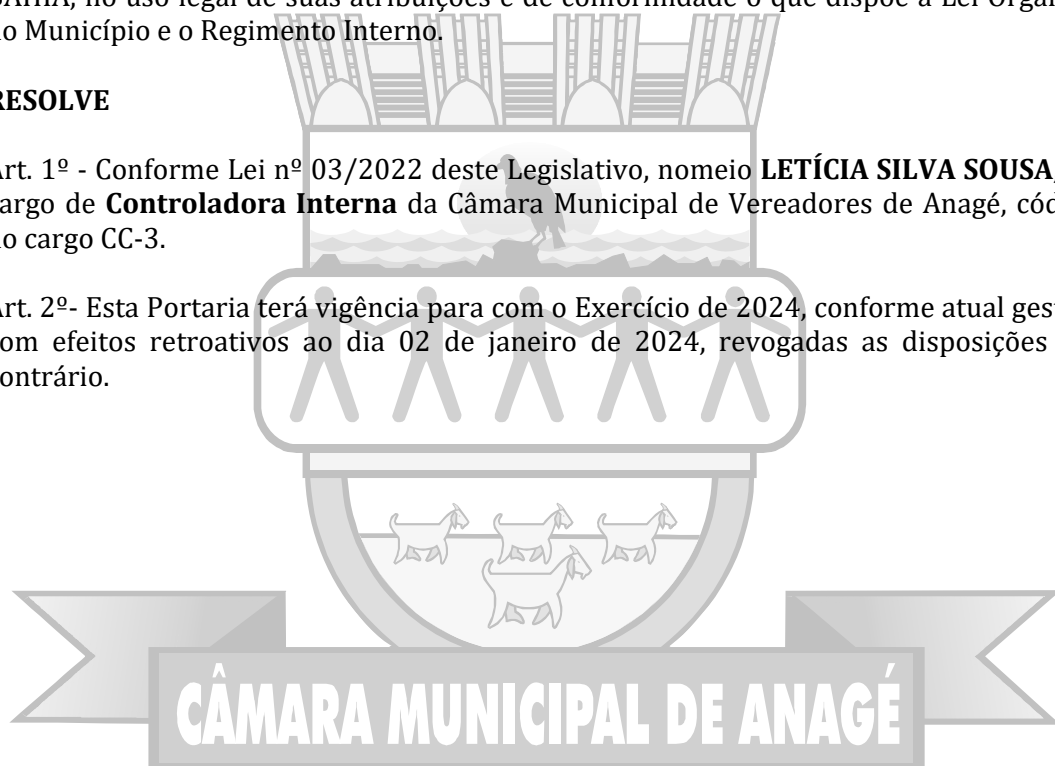 BAHIA, no uso legal de suas atribuições e de conformidade o que dispõe a Lei Orgân
do Município e o Regimento Interno.
RESOLVE
Art. 1º - Conforme Lei nº 03/2022 deste Legislativo, nomeio LETÍCIA SILVA SOUSA,
cargo de Controladora Interna da Câmara Municipal de Vereadores de Anagé, cód
do cargo CC-3.
Art. 2º- Esta Portaria terá vigência para com o Exercício de 2024, conforme atual gest
com efeitos retroativos ao dia 02 de janeiro de 2024, revogadas as disposições
contrário.
CÂMARA MUNICIPAL DE ANAGÉ